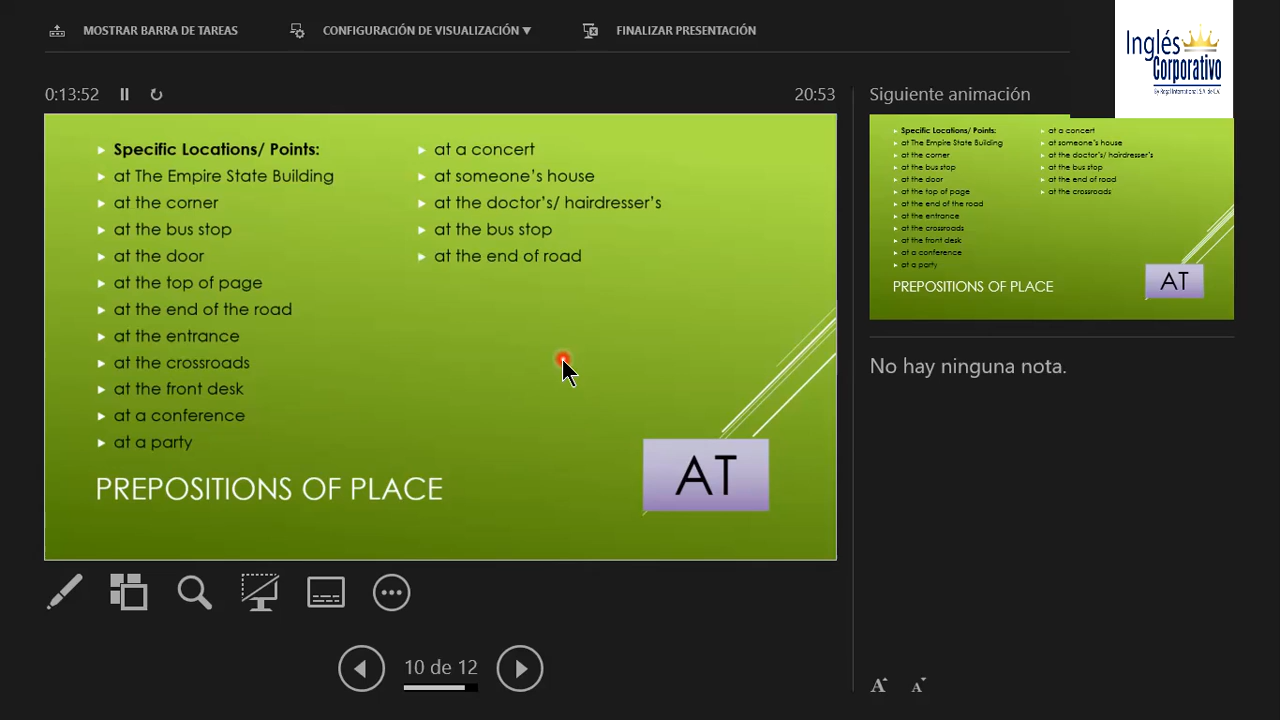 MOSTRAR BARRA DE TAREAS
CONFIGURACIÓN DE VISUALIZACIÓN ▼
FINALIZAR PRESENTACIÓN
Inglés
Corporativo
By Regal International S.A. de C.V.
0:13:52
20:53
Specific Locations/ Points:
at The Empire State Building
at the corner
at the bus stop
at the door
at the top of page
at the end of the road
at the entrance
at the crossroads
at the front desk
at a conference
at a party
at a concert
at someone's house
at the doctor's/ hairdresser's
at the bus stop
at the end of road
PREPOSITIONS OF PLACE
AT
Siguiente animación
Specific Locations/ Points:
at The Empire State Building
at the corner
at the bus stop
at the door
at the top of page
at the end of the road
at the entrance
at the crossroads
at the front desk
at a conference
at a party
at a concert
at someone's house
at the doctor's/ hairdresser's
at the bus stop
at the end of road
at the crossroads
PREPOSITIONS OF PLACE
AT
No hay ninguna nota.
10 de 12
A A